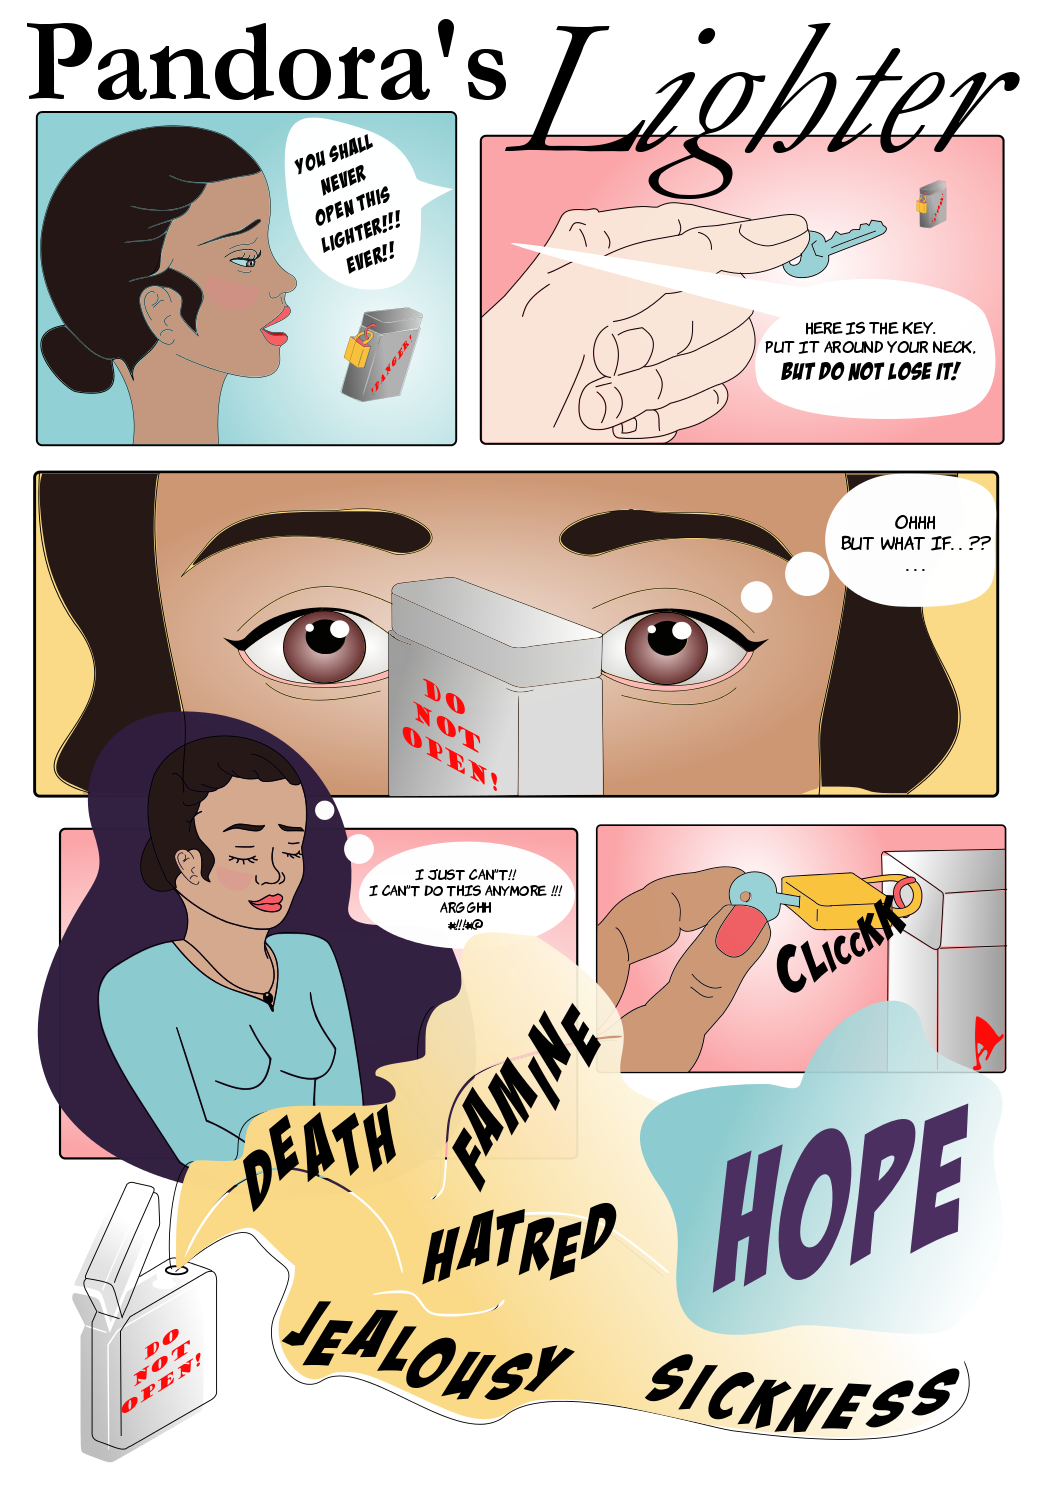 Pandora's Lighter
YOU SHALL
NEVER
OPEN THIS
LIGHTER!!!
EVER!!
!DANGER!
HERE IS THE KEY.
PUT IT AROUND YOUR NECK.
BUT DO NOT LOSE IT!
OHHH
BUT WHAT IF...??
...
DO
NOT
OPEN!
I JUST CAN"T!!
I CAN"T DO THIS ANYMORE !!!
ARGGHH
*!!!*@
CLICCKK
A
DEATH
FAMINE
HATRED
HOPE
JEALOUSY
SICKNESS
DO
NOT
OPEN!